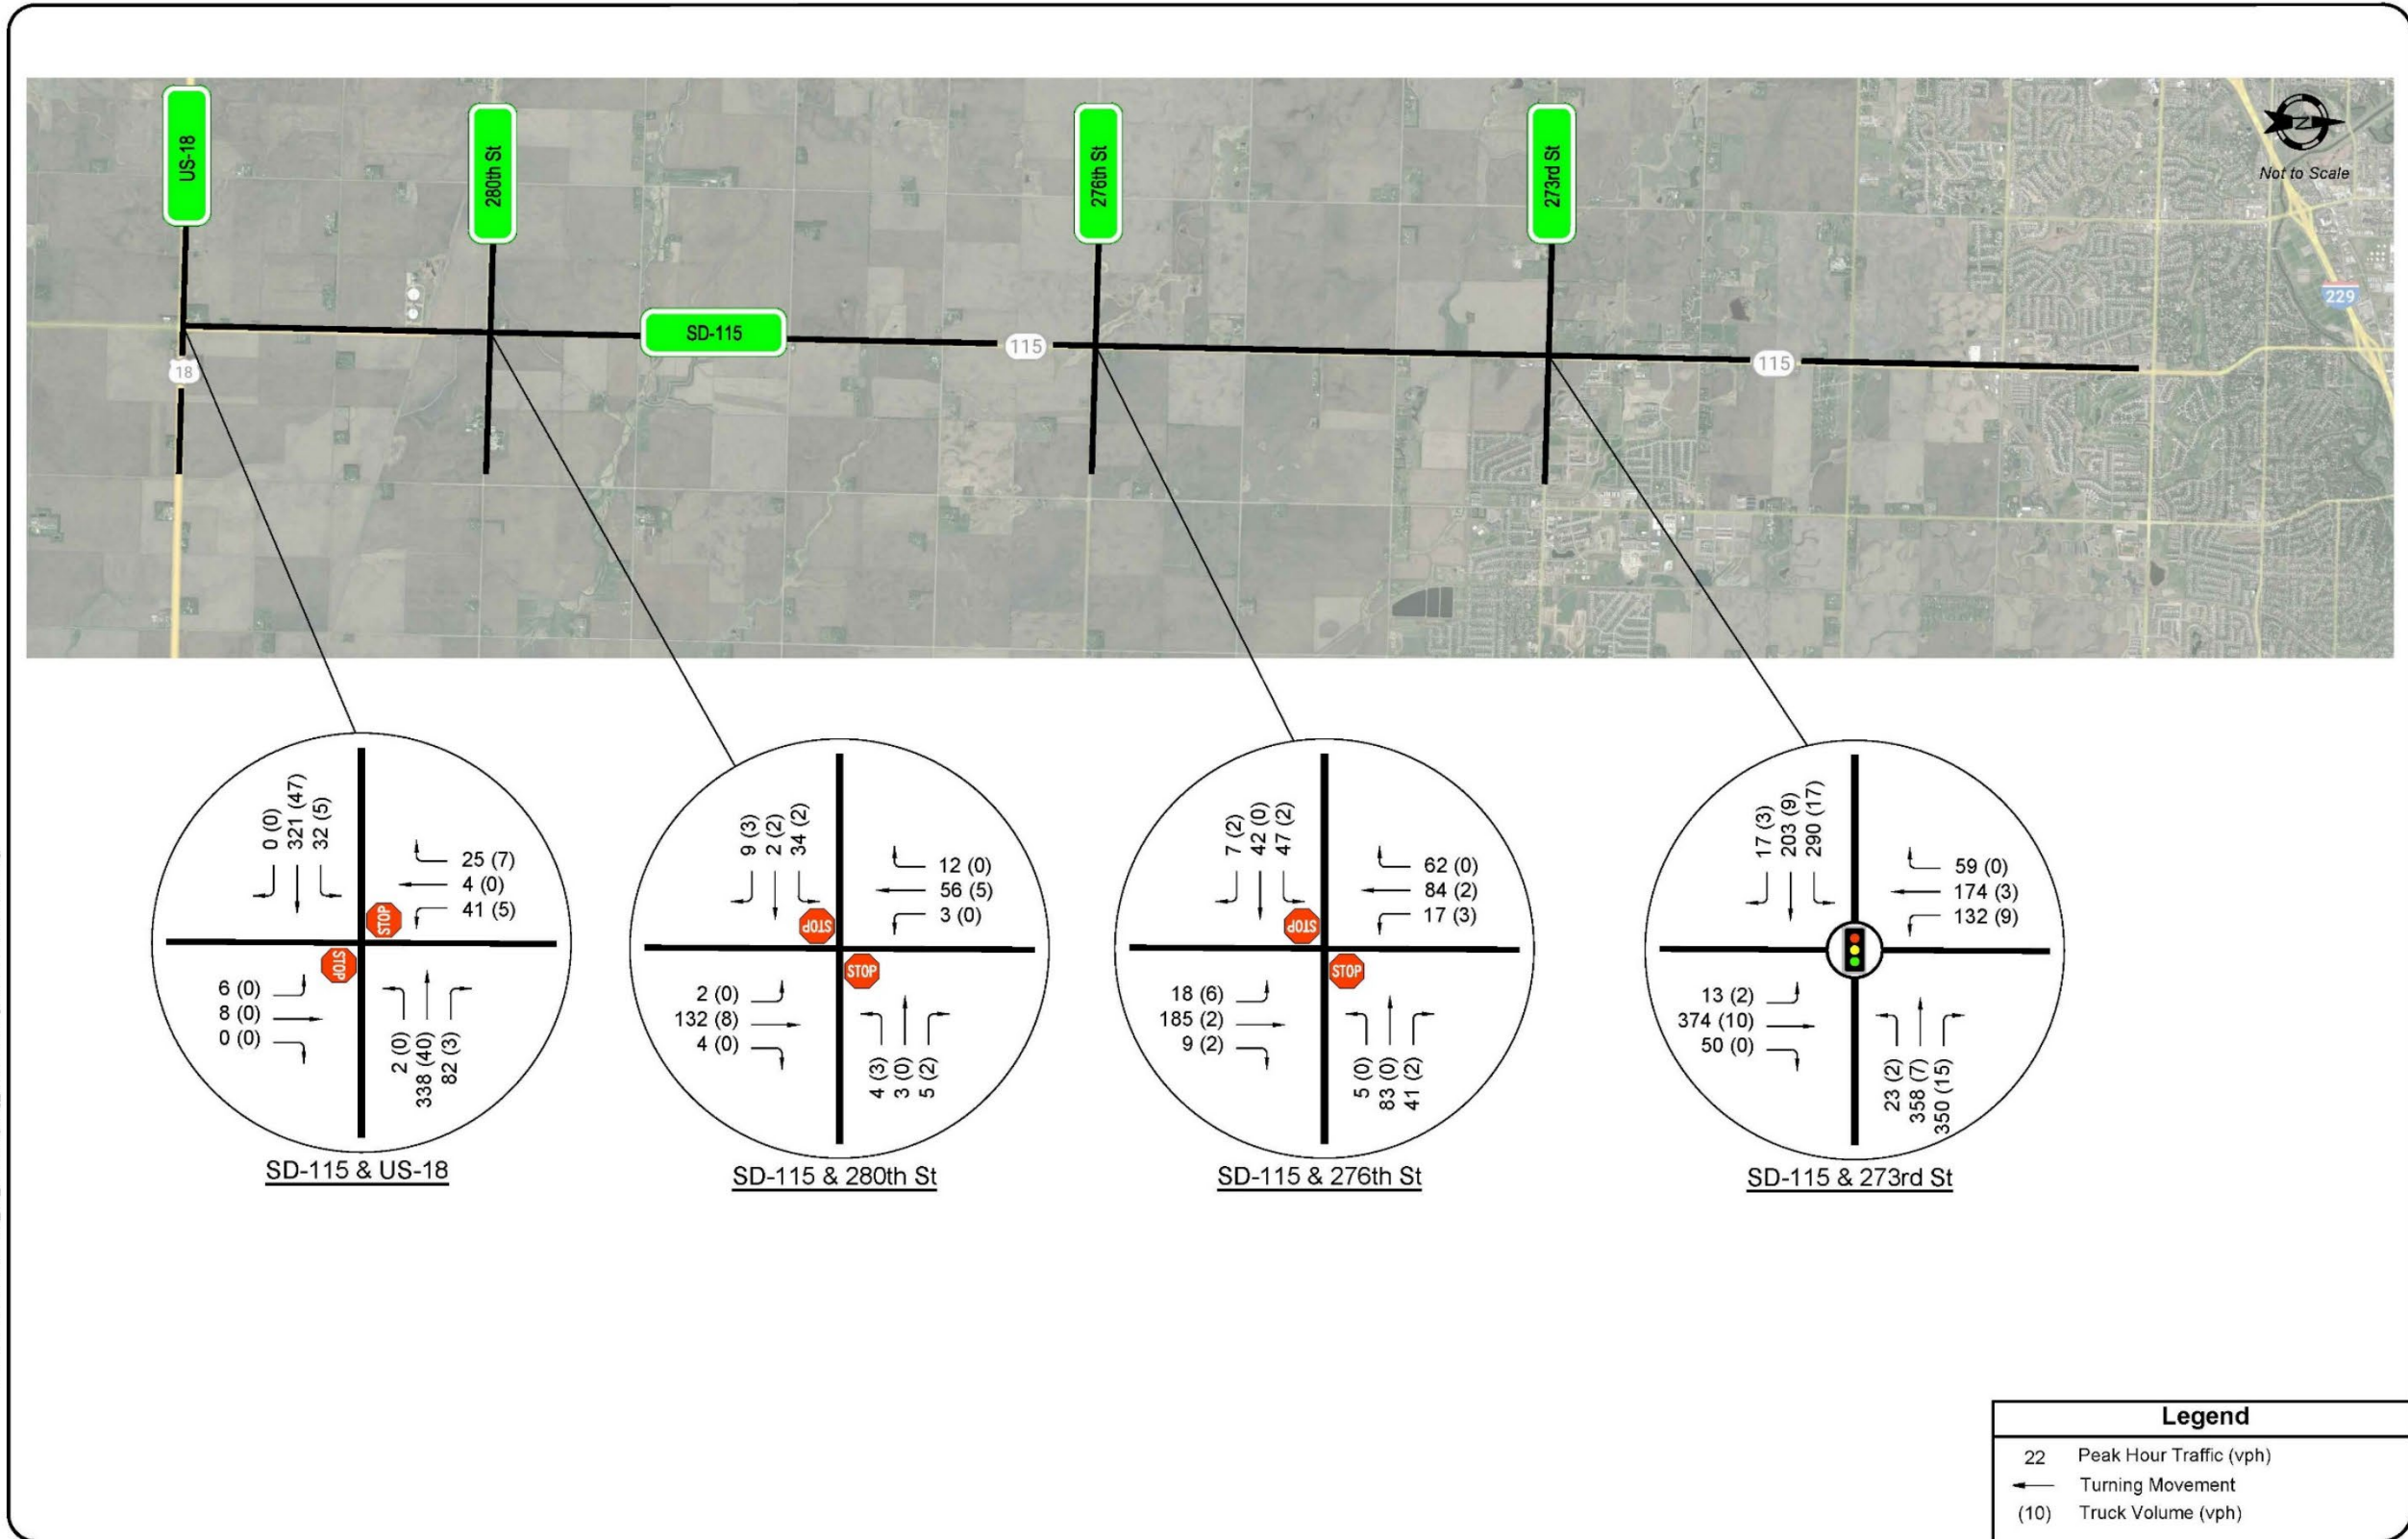 US-18
280th St
276th St
273rd St
N
Not to Scale
229
SD-115
115
115
18
0 (0)
321 (47)
32 (5)
25 (7)
4 (0)
41 (5)
STOP
STOP
6 (0)
8 (0)
0 (0)
2 (0)
338 (40)
82 (3)
SD-115 & US-18
9 (3)
2 (2)
34 (2)
12 (0)
56 (5)
3 (0)
STOP
STOP
2 (0)
132 (8)
4 (0)
4 (3)
3 (0)
5 (2)
SD-115 & 280th St
7 (2)
42 (0)
47 (2)
62 (0)
84 (2)
17 (3)
STOP
STOP
18 (6)
185 (2)
9 (2)
5 (0)
83 (0)
41 (2)
SD-115 & 276th St
17 (3)
203 (9)
290 (17)
59 (0)
174 (3)
132 (9)
13 (2)
374 (10)
50 (0)
23 (2)
358 (7)
350 (15)
SD-115 & 273rd St
Legend
22 Peak Hour Traffic (vph)
Turning Movement
(10) Truck Volume (vph)